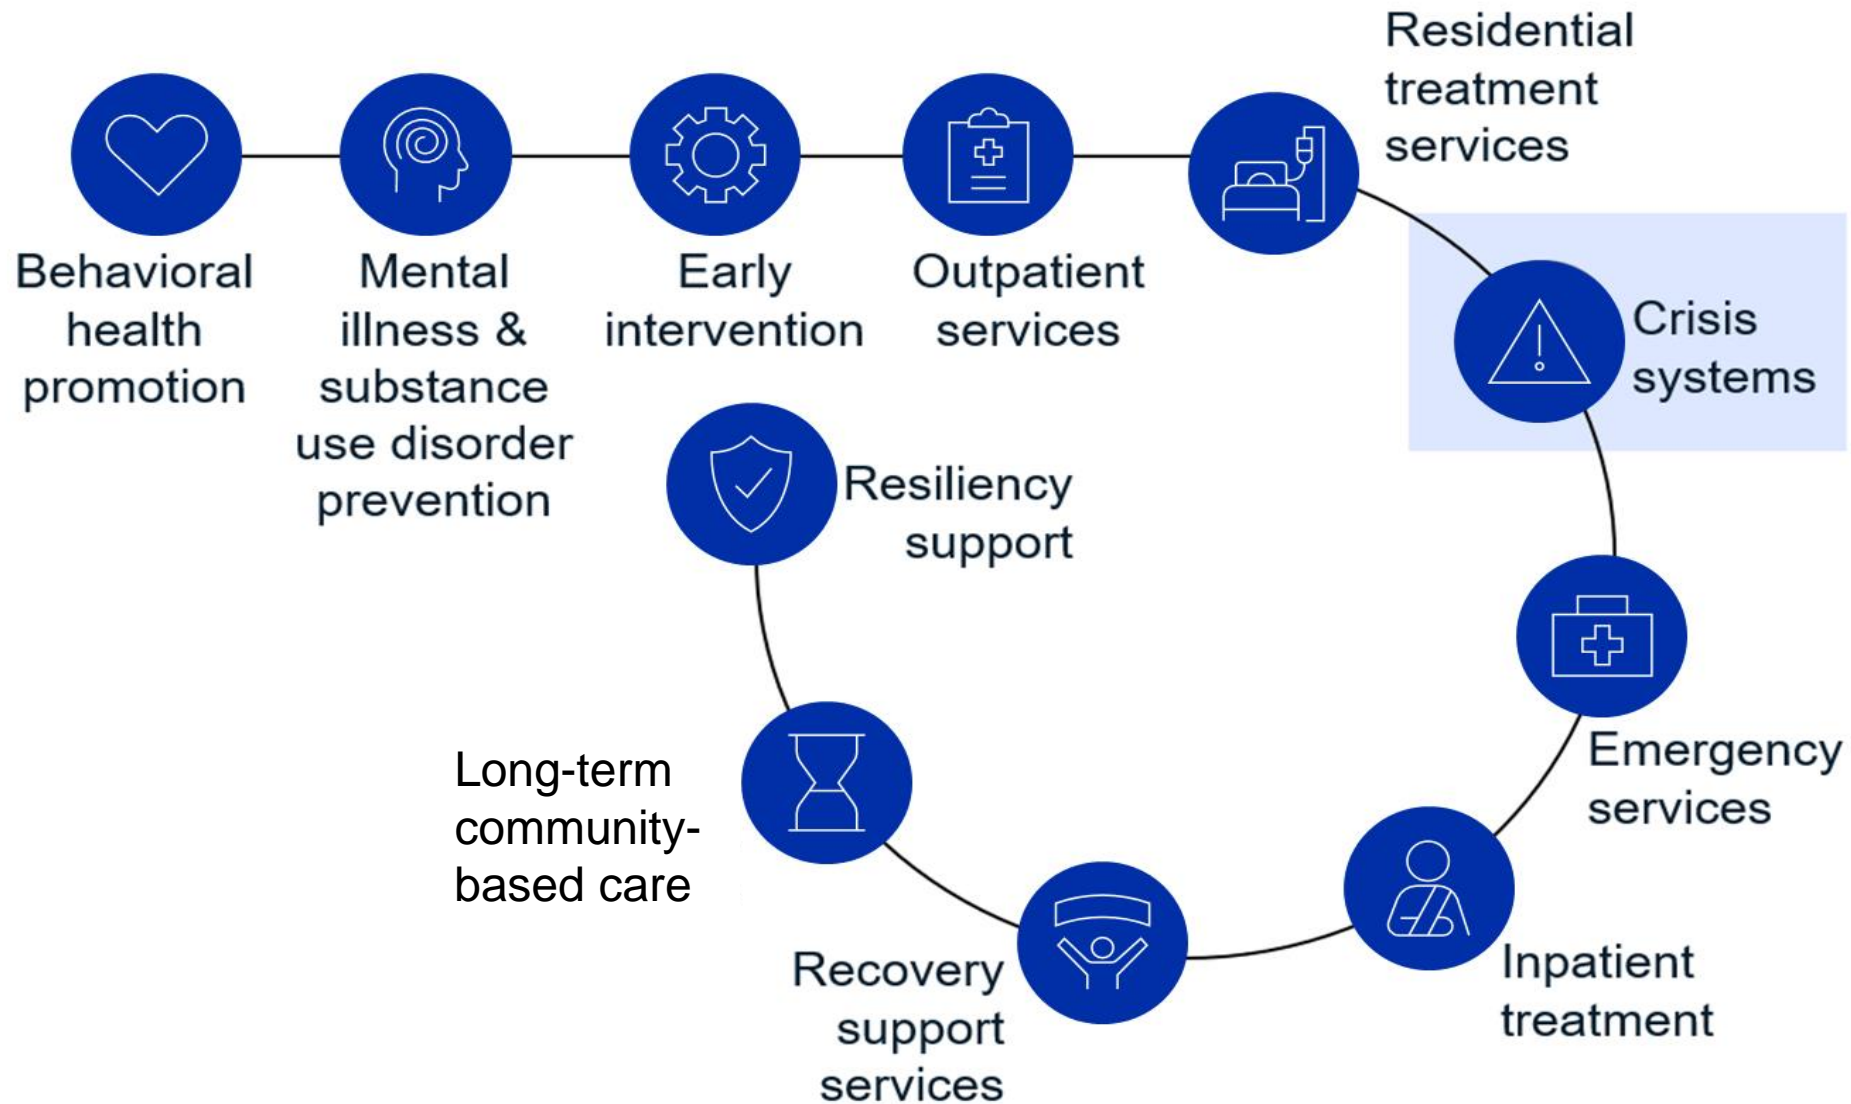 Behavioral
health
promotion
Mental
illness &
substance
use disorder
prevention
Early
intervention
Outpatient
services
Residential
treatment
services
Crisis
systems
Emergency
services
Inpatient
treatment
Recovery
support
services
Long-term
community-
based care
Resiliency
support